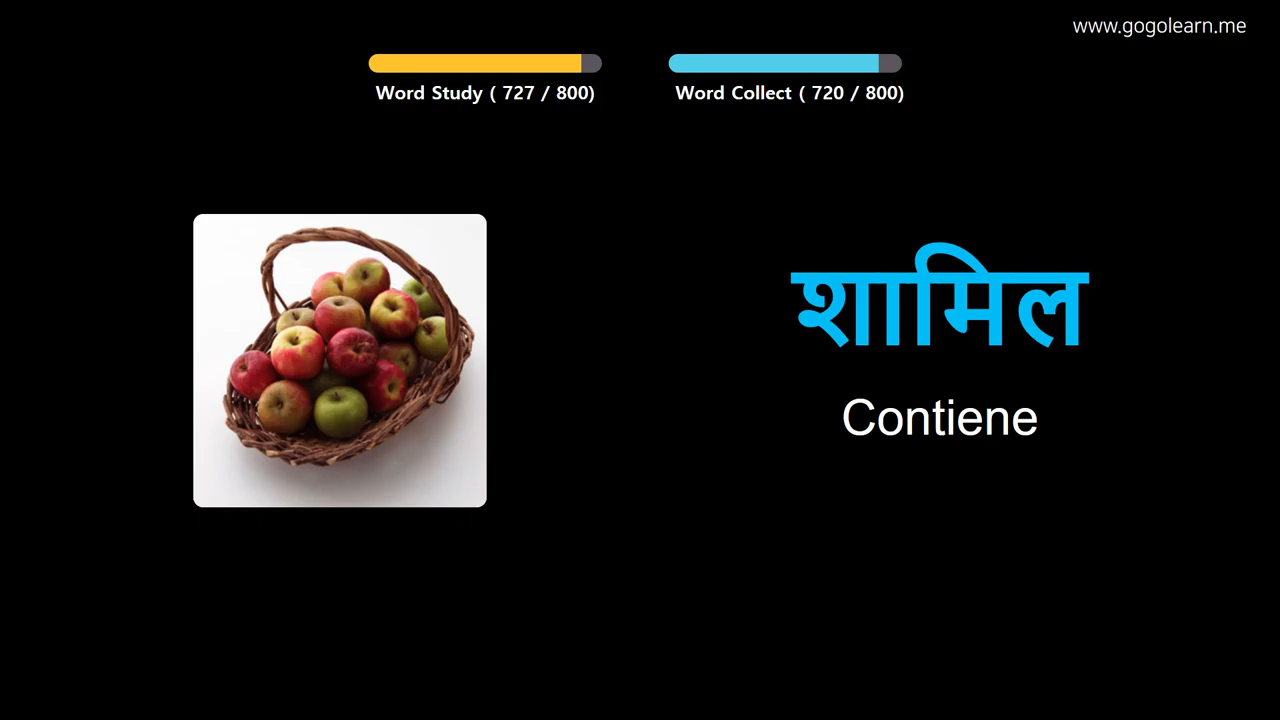 www.gogolearn.me
Word Study ( 727 / 800)
Word Collect ( 720 / 800)
शामिल
Contiene